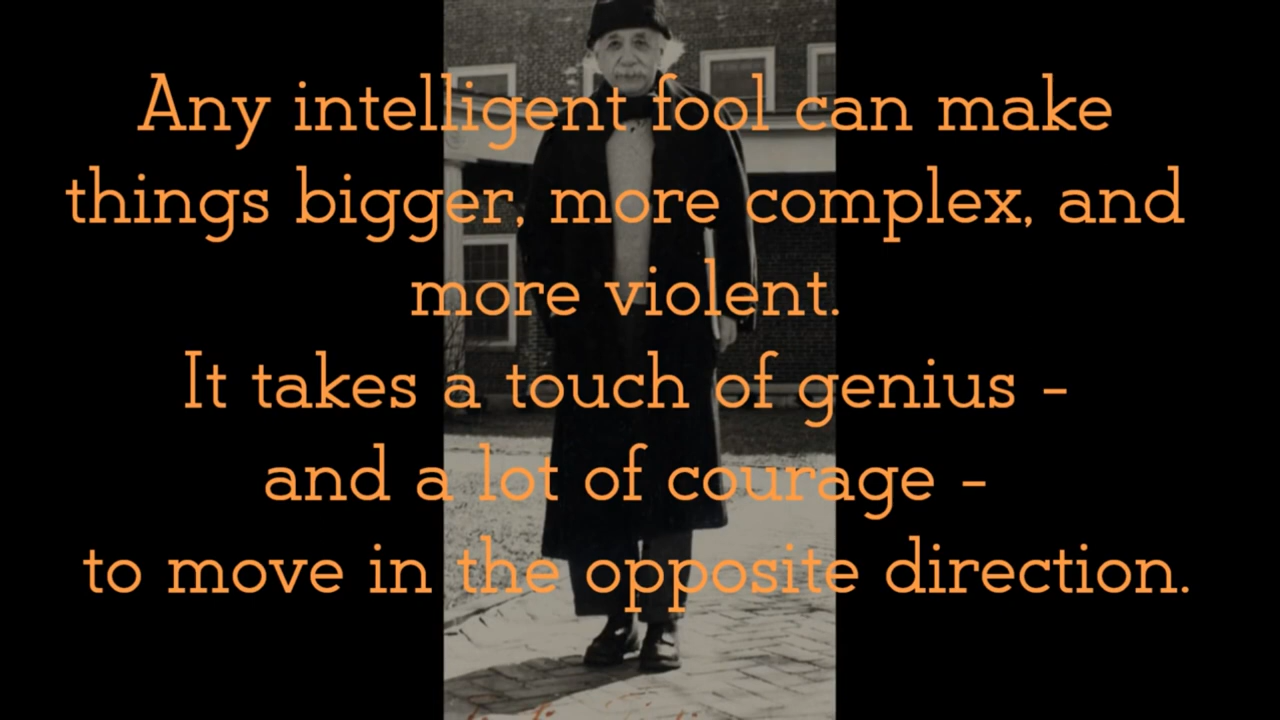 Any intelligent fool can make
things bigger, more complex, and
more violent.
It takes a touch of genius -
and a lot of courage -
to move in the opposite direction.